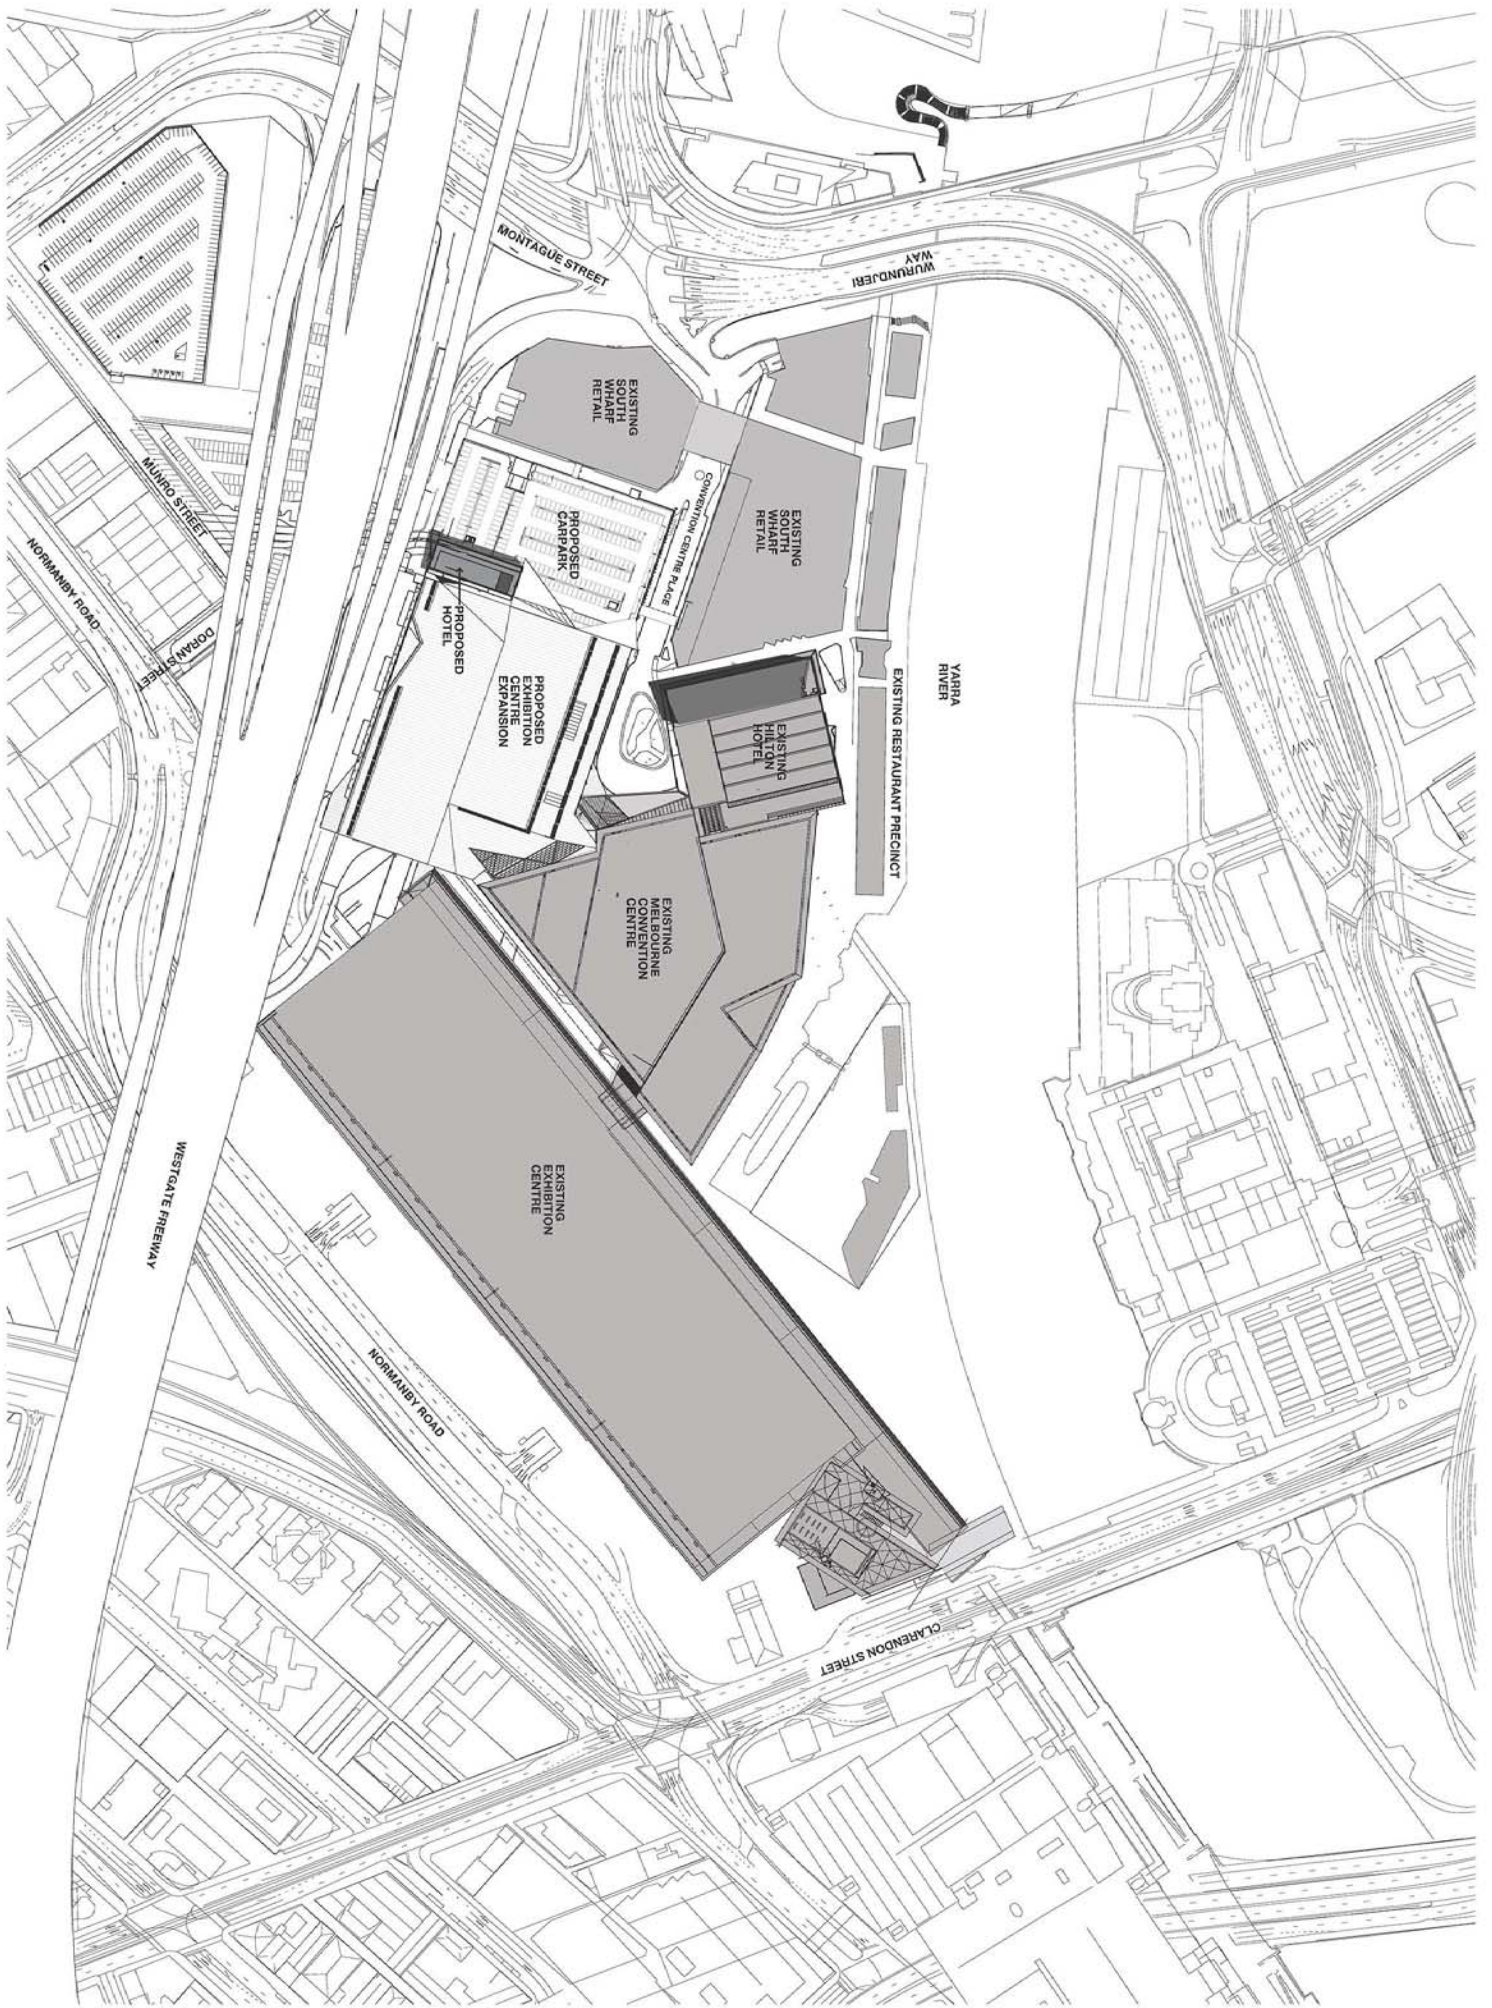 MONTAGUE STREET
WURUNDJERI
WAY
EXISTING
SOUTH
WHARF
RETAIL
CONVENTION CENTRE PLACE
EXISTING
SOUTH
WHARF
RETAIL
PROPOSED
CARPARK
MUNRO STREET
NORMANBY ROAD
DORAN STREET
PROPOSED
HOTEL
PROPOSED
EXHIBITION
CENTRE
EXPANSION
EXISTING
HILTON
HOTEL
EXISTING RESTAURANT PRECINCT
YARRA
RIVER
EXISTING
MELBOURNE
CONVENTION
CENTRE
EXISTING
EXHIBITION
CENTRE
WESTGATE FREEWAY
NORMANBY ROAD
CLARENDON STREET